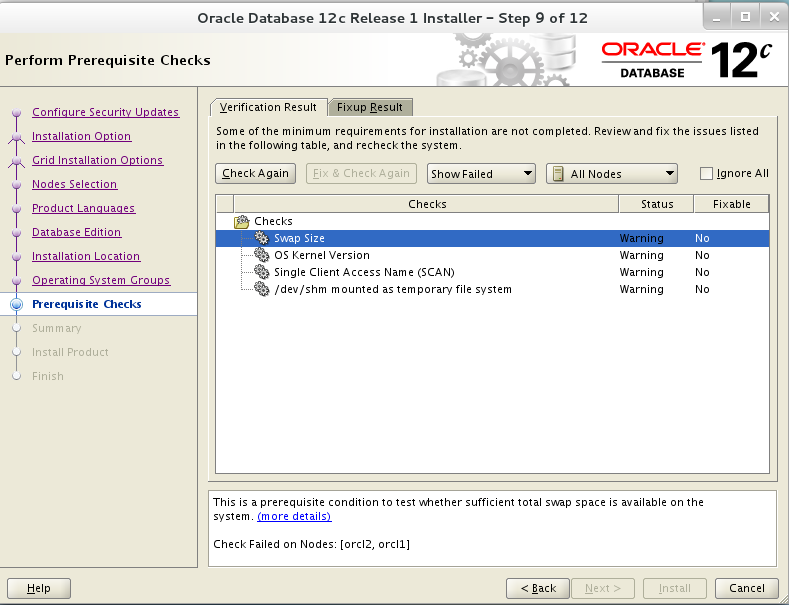 Oracle Database 12c Release 1 Installer – Step 9 of 12
Perform Prerequisite Checks
ORACLE
DATABASE
12c
Configure Security Updates
Installation Option
Grid Installation Options
Nodes Selection
Product Languages
Database Edition
Installation Location
Operating System Groups
Prerequisite Checks
Summary
Install Product
Finish
Verification Result Fixup Result
Some of the minimum requirements for installation are not completed. Review and fix the issues listed
in the following table, and recheck the system.
Check Again Fix & Check Again Show Failed All Nodes Ignore All
Checks Status Fixable
Checks
Swap Size Warning No
OS Kernel Version Warning No
Single Client Access Name (SCAN) Warning No
/dev/shm mounted as temporary file system Warning No
This is a prerequisite condition to test whether sufficient total swap space is available on the
system. (more details)
Check Failed on Nodes: [orcl2, orcl1]
Help < Back Next > Install Cancel